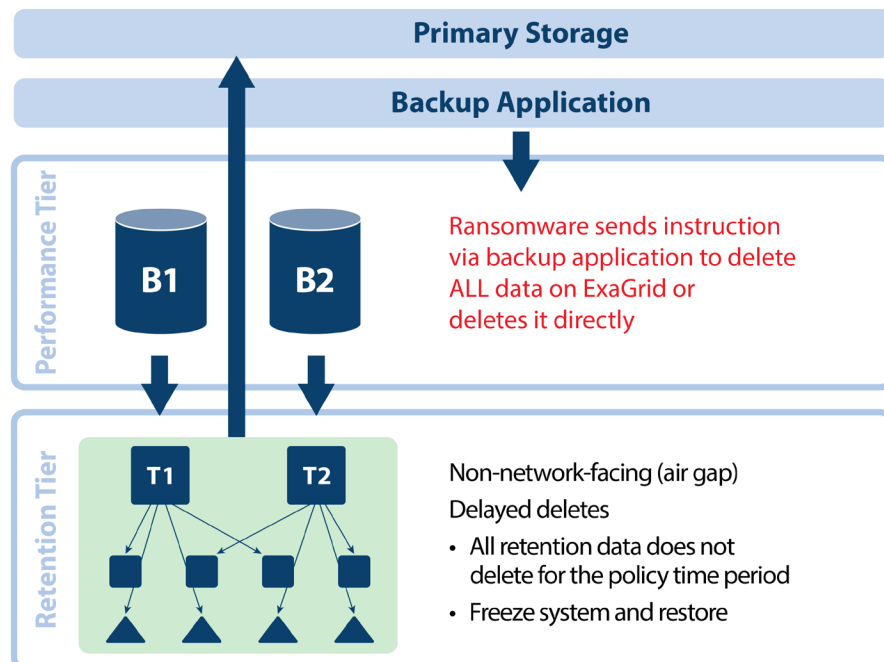 Primary Storage
Backup Application
Performance Tier
B1
B2
Ransomware sends instruction
via backup application to delete
ALL data on ExaGrid or
deletes it directly
Retention Tier
T1
T2
Non-network-facing (air gap)
Delayed deletes
• All retention data does not
delete for the policy time period
• Freeze system and restore